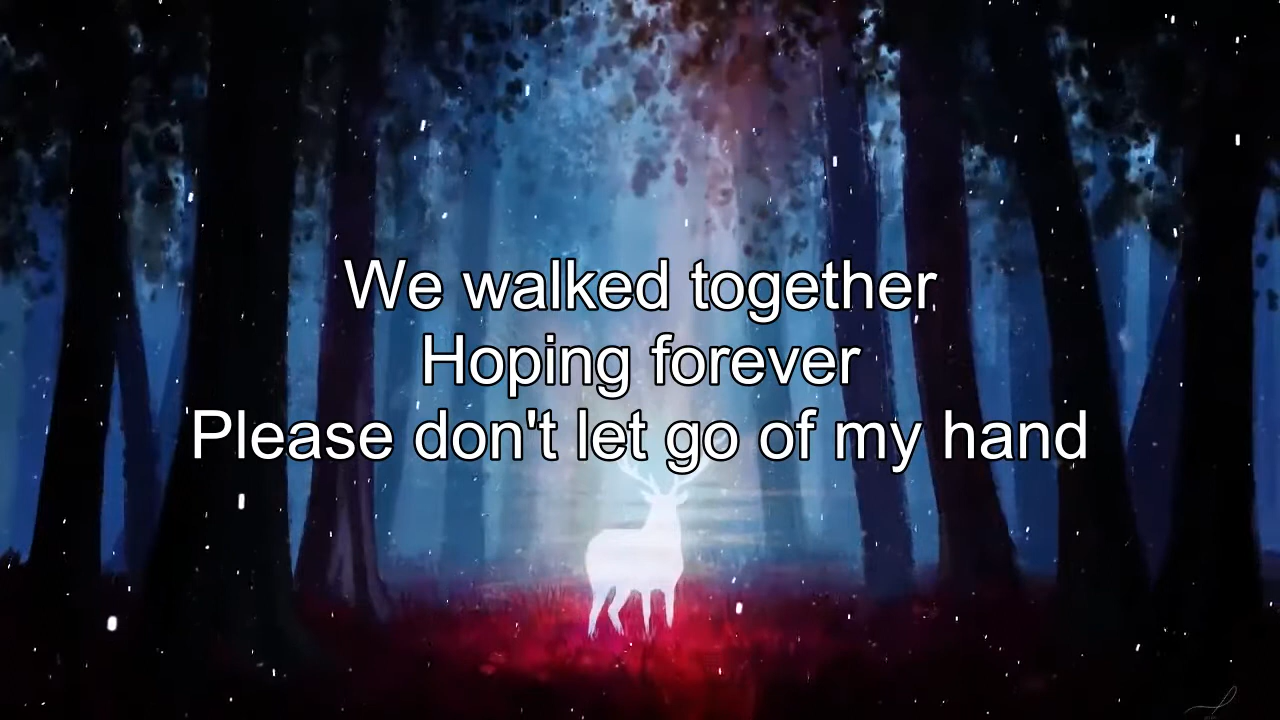 We walked together
Hoping forever
Please don't let go of my hand